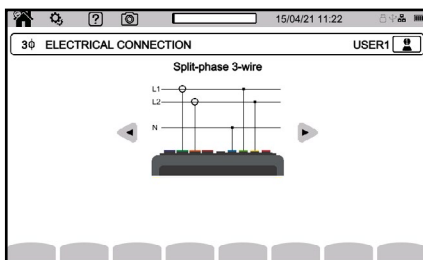 15/04/21 11:22
3ϕ ELECTRICAL CONNECTION USER1
Split-phase 3-wire
L1
L2
N